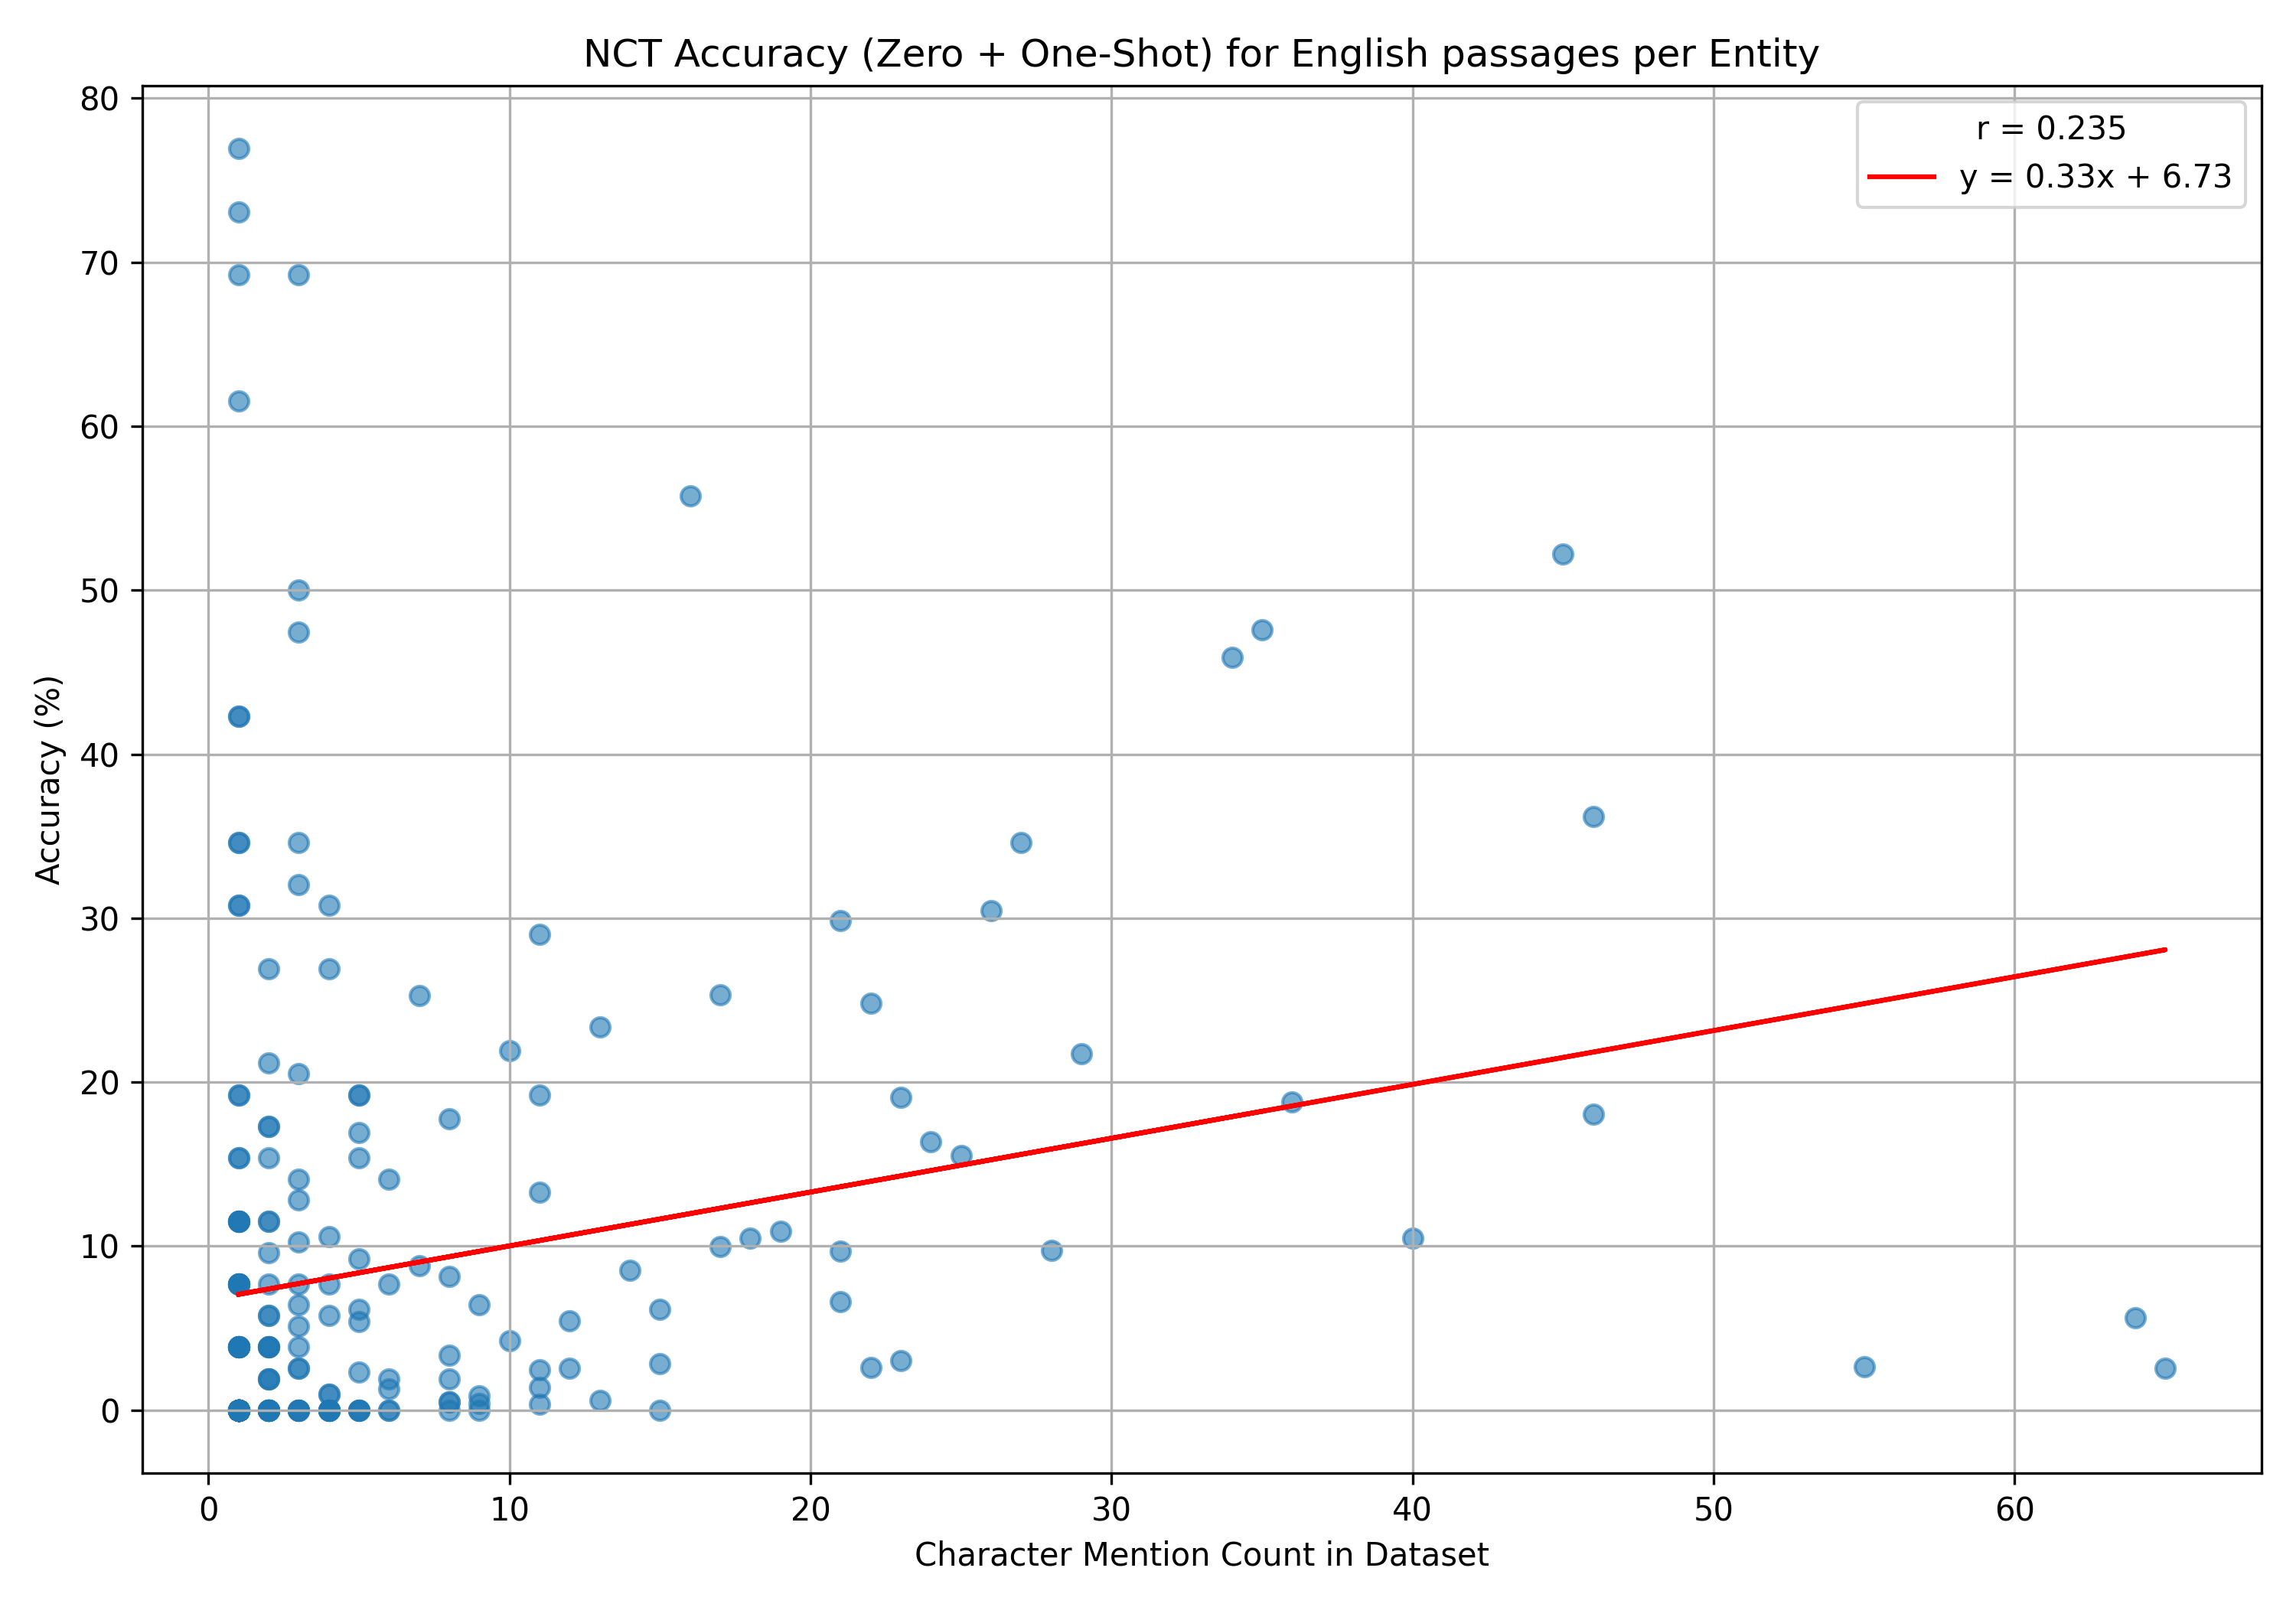 NCT Accuracy (Zero + One-Shot) for English passages per Entity
r = 0.235
y = 0.33x + 6.73
Accuracy (%)
80
70
60
50
40
30
20
10
0
0 10 20 30 40 50 60
Character Mention Count in Dataset